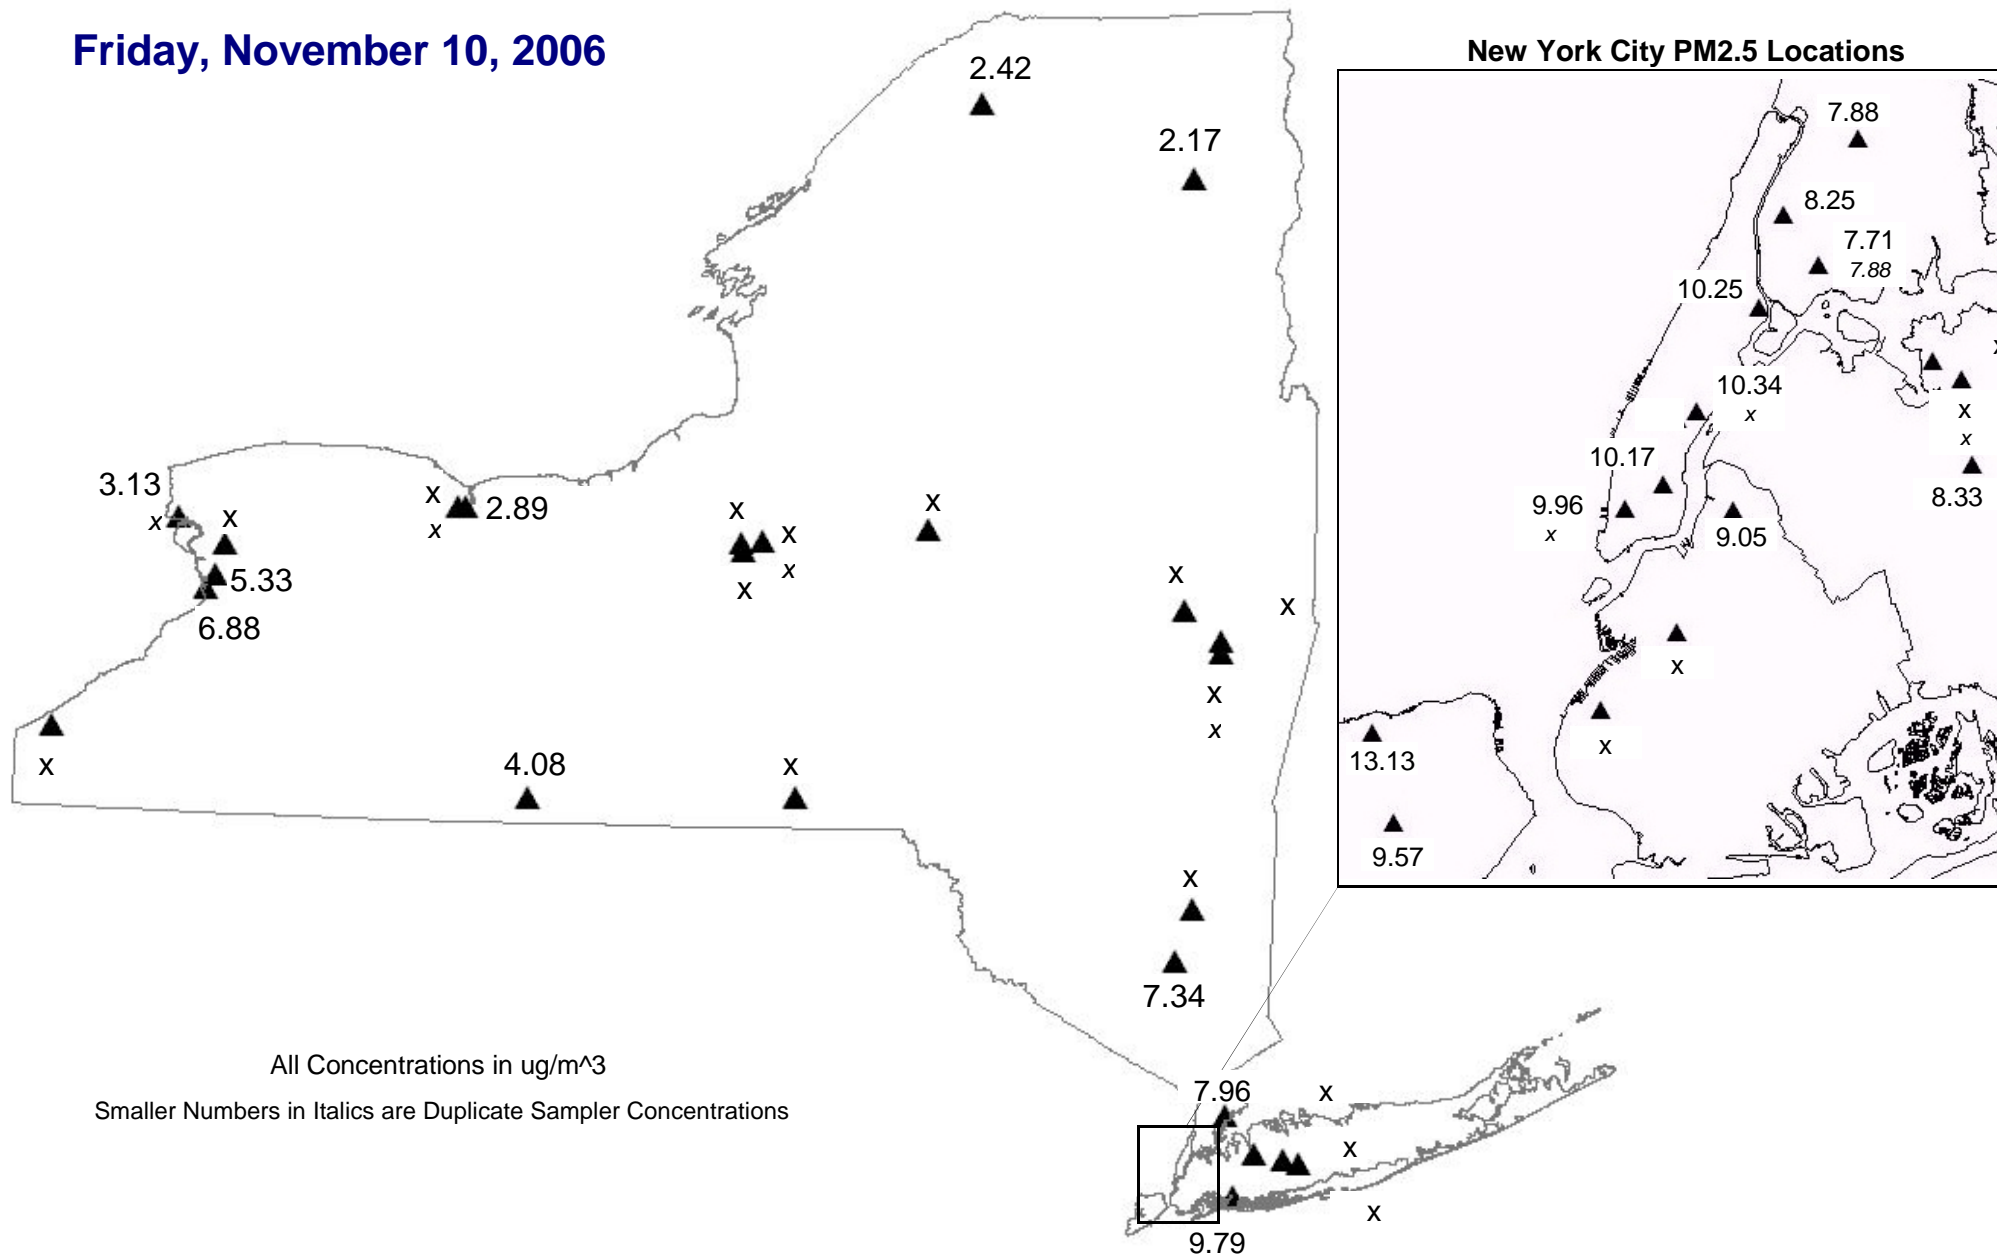 Friday, November 10, 2006
2.42
2.17
3.13
x
x
x
x
2.89
5.33
6.88
x
x
x
x
x
x
x
x
x
x
4.08
x
x
7.34
All Concentrations in ug/m^3
Smaller Numbers in Italics are Duplicate Sampler Concentrations
7.96
x
x
x
9.79
New York City PM2.5 Locations
7.88
8.25
7.71
7.88
10.25
10.34
x
x
x
x
10.17
8.33
9.96
x
9.05
x
x
13.13
9.57